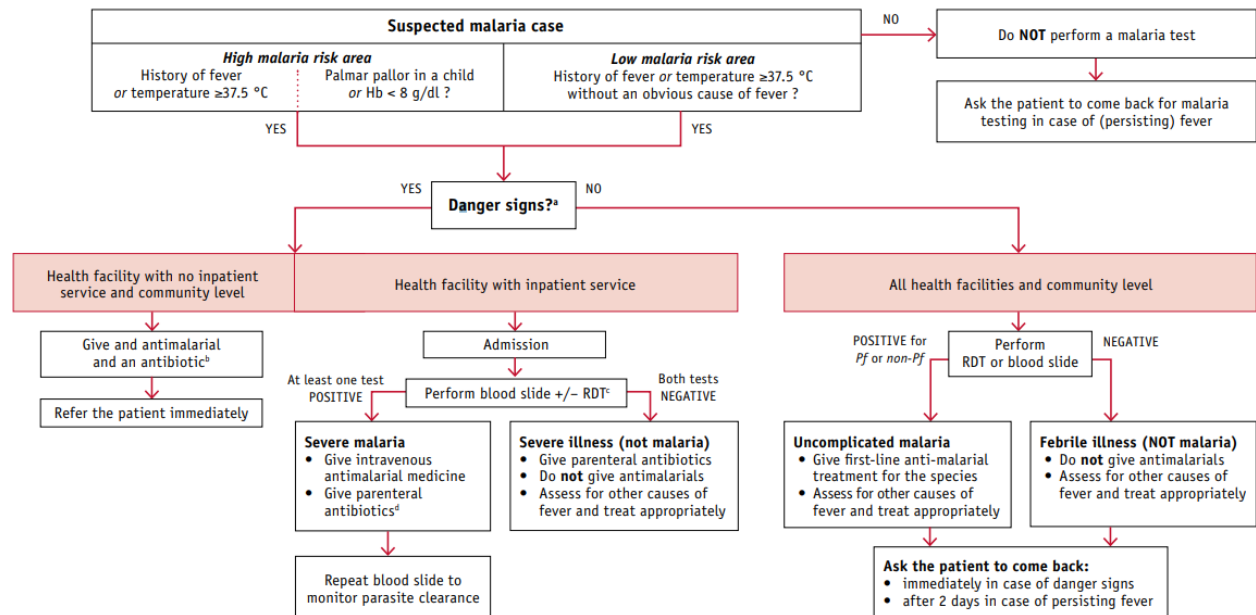 Suspected malaria case
NO
Do NOT perform a malaria test
High malaria risk area
History of fever
or temperature ≥37.5 °C
Palmar pallor in a child
or Hb < 8 g/dl ?
Low malaria risk area
History of fever or temperature ≥37.5 °C
without an obvious cause of fever ?
Ask the patient to come back for malaria
testing in case of (persisting) fever
YES
YES
YES
Danger signs?ᵃ
NO
Health facility with no inpatient
service and community level
Health facility with inpatient service
All health facilities and community level
Give and antimalarial
and an antibioticᵇ
Refer the patient immediately
Admission
At least one test
POSITIVE
Perform blood slide +/– RDTᶜ
Both tests
NEGATIVE
POSITIVE for
Pf or non-Pf
Perform
RDT or blood slide
NEGATIVE
Severe malaria
• Give intravenous
antimalarial medicine
• Give parenteral
antibioticsᵈ
Severe illness (not malaria)
• Give parenteral antibiotics
• Do not give antimalarials
• Assess for other causes of
fever and treat appropriately
Uncomplicated malaria
• Give first-line anti-malarial
treatment for the species
• Assess for other causes of
fever and treat appropriately
Febrile illness (NOT malaria)
• Do not give antimalarials
• Assess for other causes of
fever and treat appropriately
Repeat blood slide to
monitor parasite clearance
Ask the patient to come back:
• immediately in case of danger signs
• after 2 days in case of persisting fever